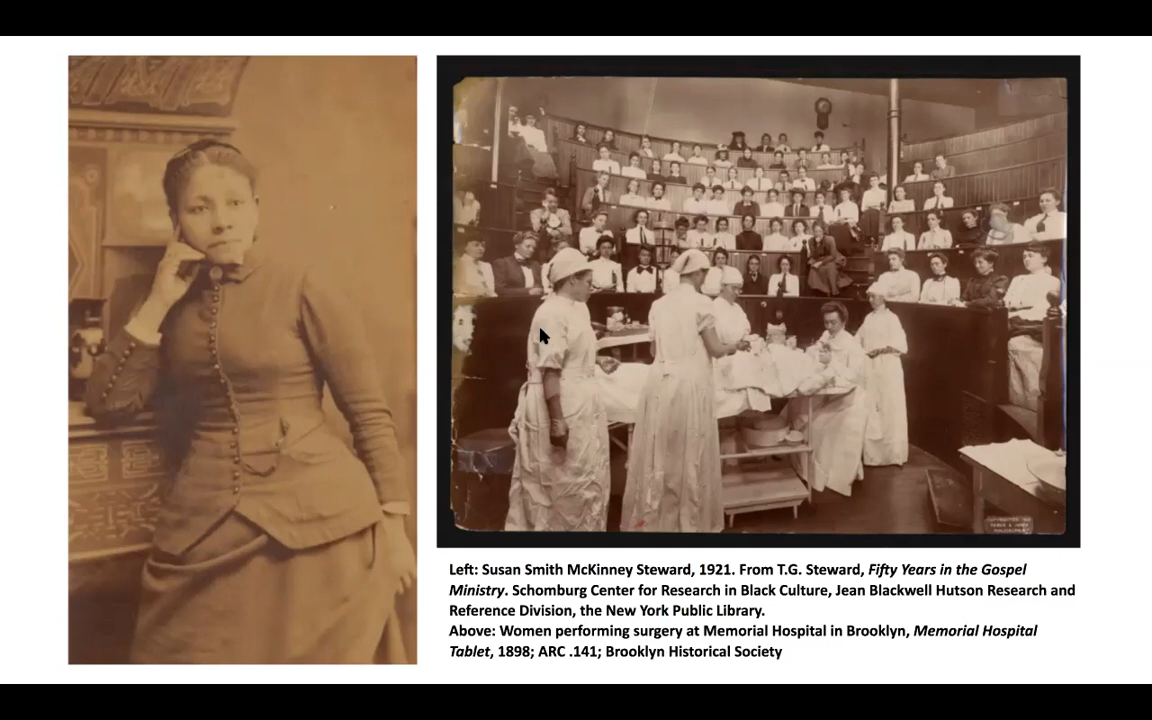 Left: Susan Smith McKinney Steward, 1921. From T.G. Steward, Fifty Years in the Gospel
Ministry. Schomburg Center for Research in Black Culture, Jean Blackwell Hutson Research and
Reference Division, the New York Public Library.
Above: Women performing surgery at Memorial Hospital in Brooklyn, Memorial Hospital
Tablet, 1898; ARC .141; Brooklyn Historical Society